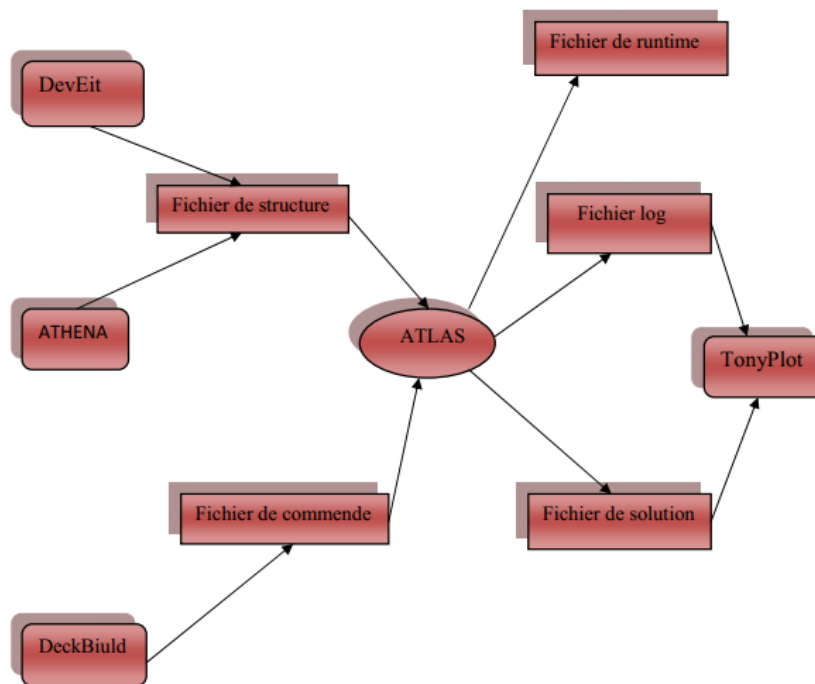 Fichier de runtime
DevEit
Fichier de structure
Fichier log
ATHENA
ATLAS
TonyPlot
Fichier de commende
Fichier de solution
DeckBiuld